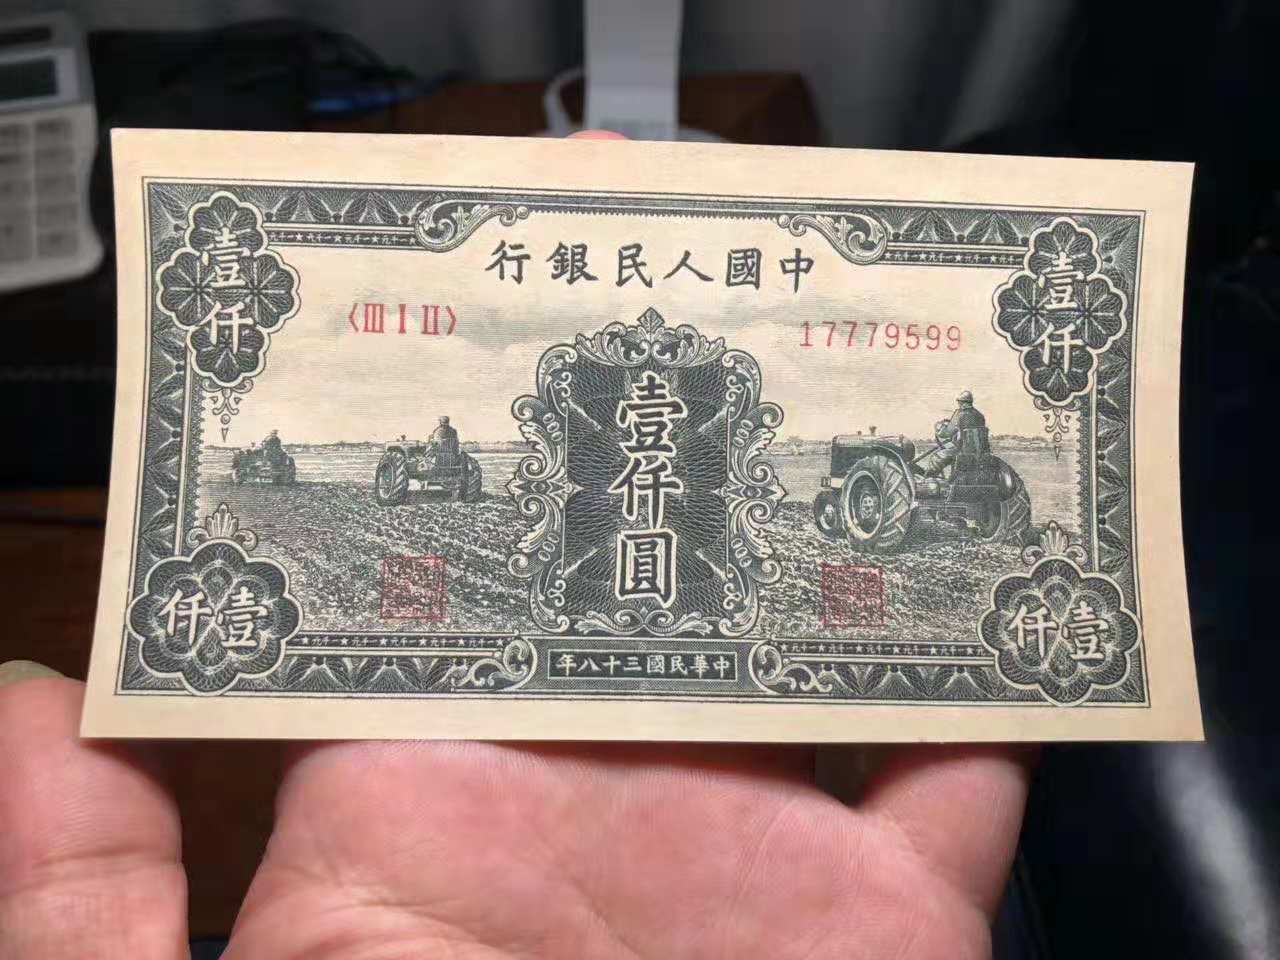 行銀民人國中
〈III I II〉
17779599
壹仟
壹仟
壹仟圓
仟壹
仟壹
年八十三國民華中